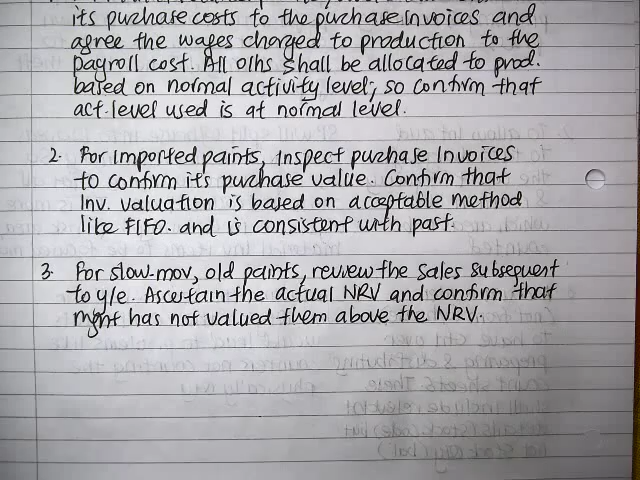 its purchase costs to the purchase invoices and
agree the wages charged to production to the
payroll cost. All o/hs shall be allocated to prod.
based on normal activity level, so confirm that
act. level used is at normal level.
2. For imported paints, inspect purchase invoices
to confirm its purchase value. Confirm that
Inv. valuation is based on acceptable method
like FIFO. and is consistent with past.
3. For slow-mov, old paints, review the sales subsequent
to y/e. Ascertain the actual NRV and confirm that
mgnt has not valued them above the NRV.